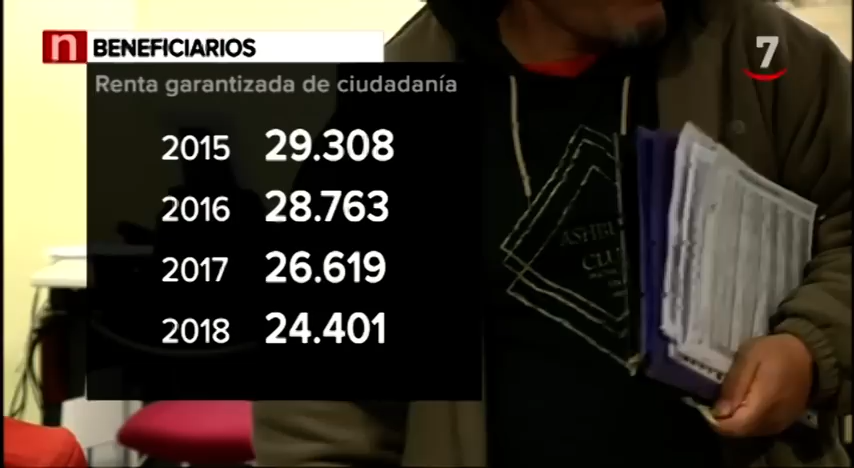 n BENEFICIARIOS
7
Renta garantizada de ciudadanía
2015 29.308
2016 28.763
2017 26.619
2018 24.401